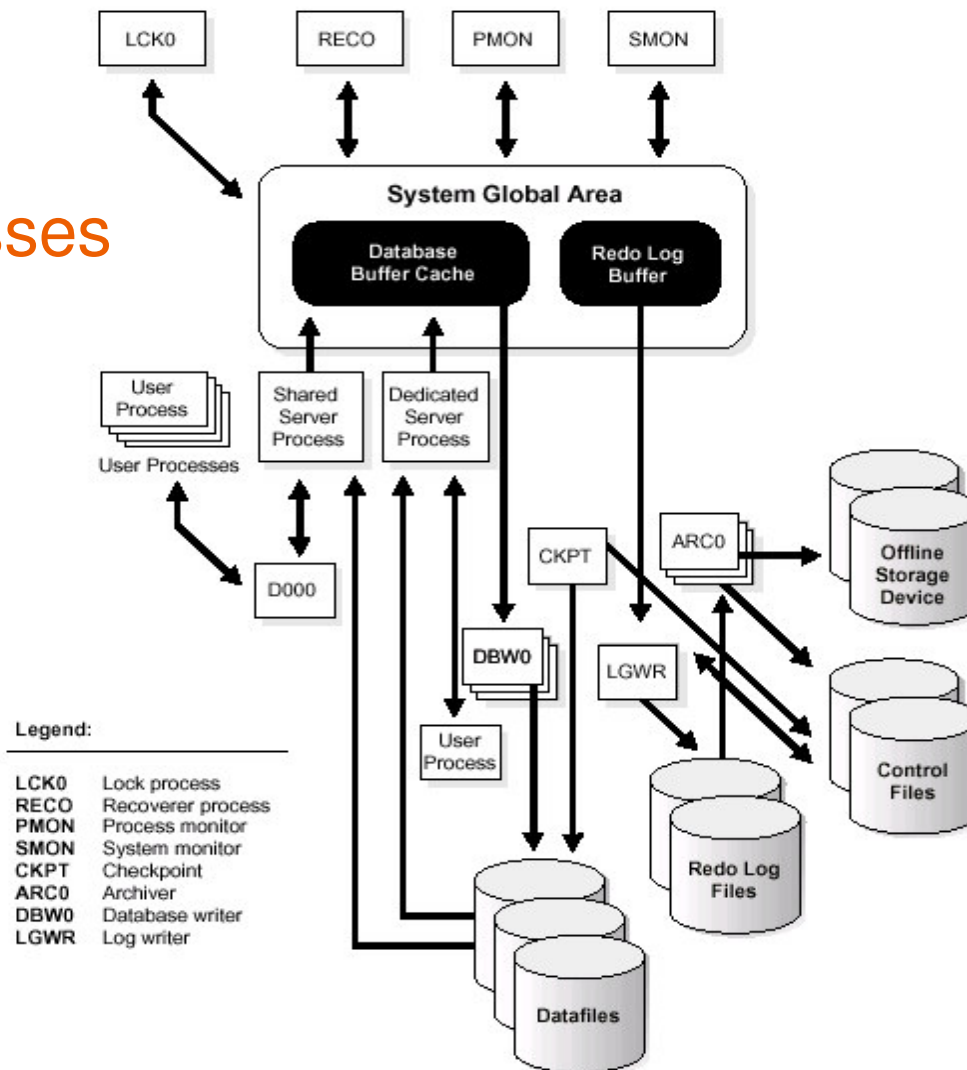 LCK0
RECO
PMON
SMON
System Global Area
sses
Database
Buffer Cache
Redo Log
Buffer
User
Process
User Processes
Shared
Server
Process
Dedicated
Server
Process
D000
CKPT
ARC0
Offline
Storage
Device
DBW0
LGWR
User
Process
Control
Files
Redo Log
Files
Datafiles
Legend:
LCK0 Lock process
RECO Recoverer process
PMON Process monitor
SMON System monitor
CKPT Checkpoint
ARC0 Archiver
DBW0 Database writer
LGWR Log writer